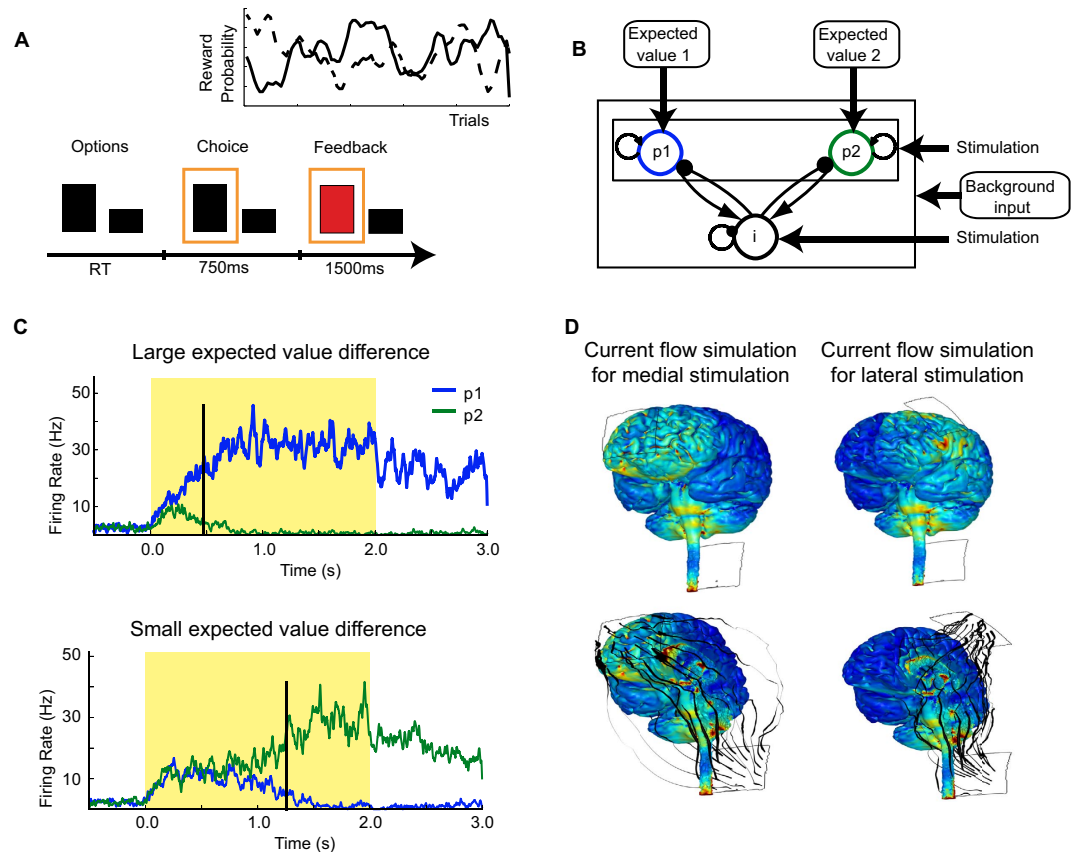 A
Reward
Probability
Trials
Options
Choice
Feedback
RT
750ms
1500ms
B
Expected
value 1
Expected
value 2
p1
p2
i
Stimulation
Background
input
Stimulation
C
Large expected value difference
Firing Rate (Hz)
50
30
10
p1
p2
0.0
1.0
2.0
3.0
Time (s)
Small expected value difference
Firing Rate (Hz)
50
30
10
0.0
1.0
2.0
3.0
Time (s)
D
Current flow simulation
for medial stimulation
Current flow simulation
for lateral stimulation